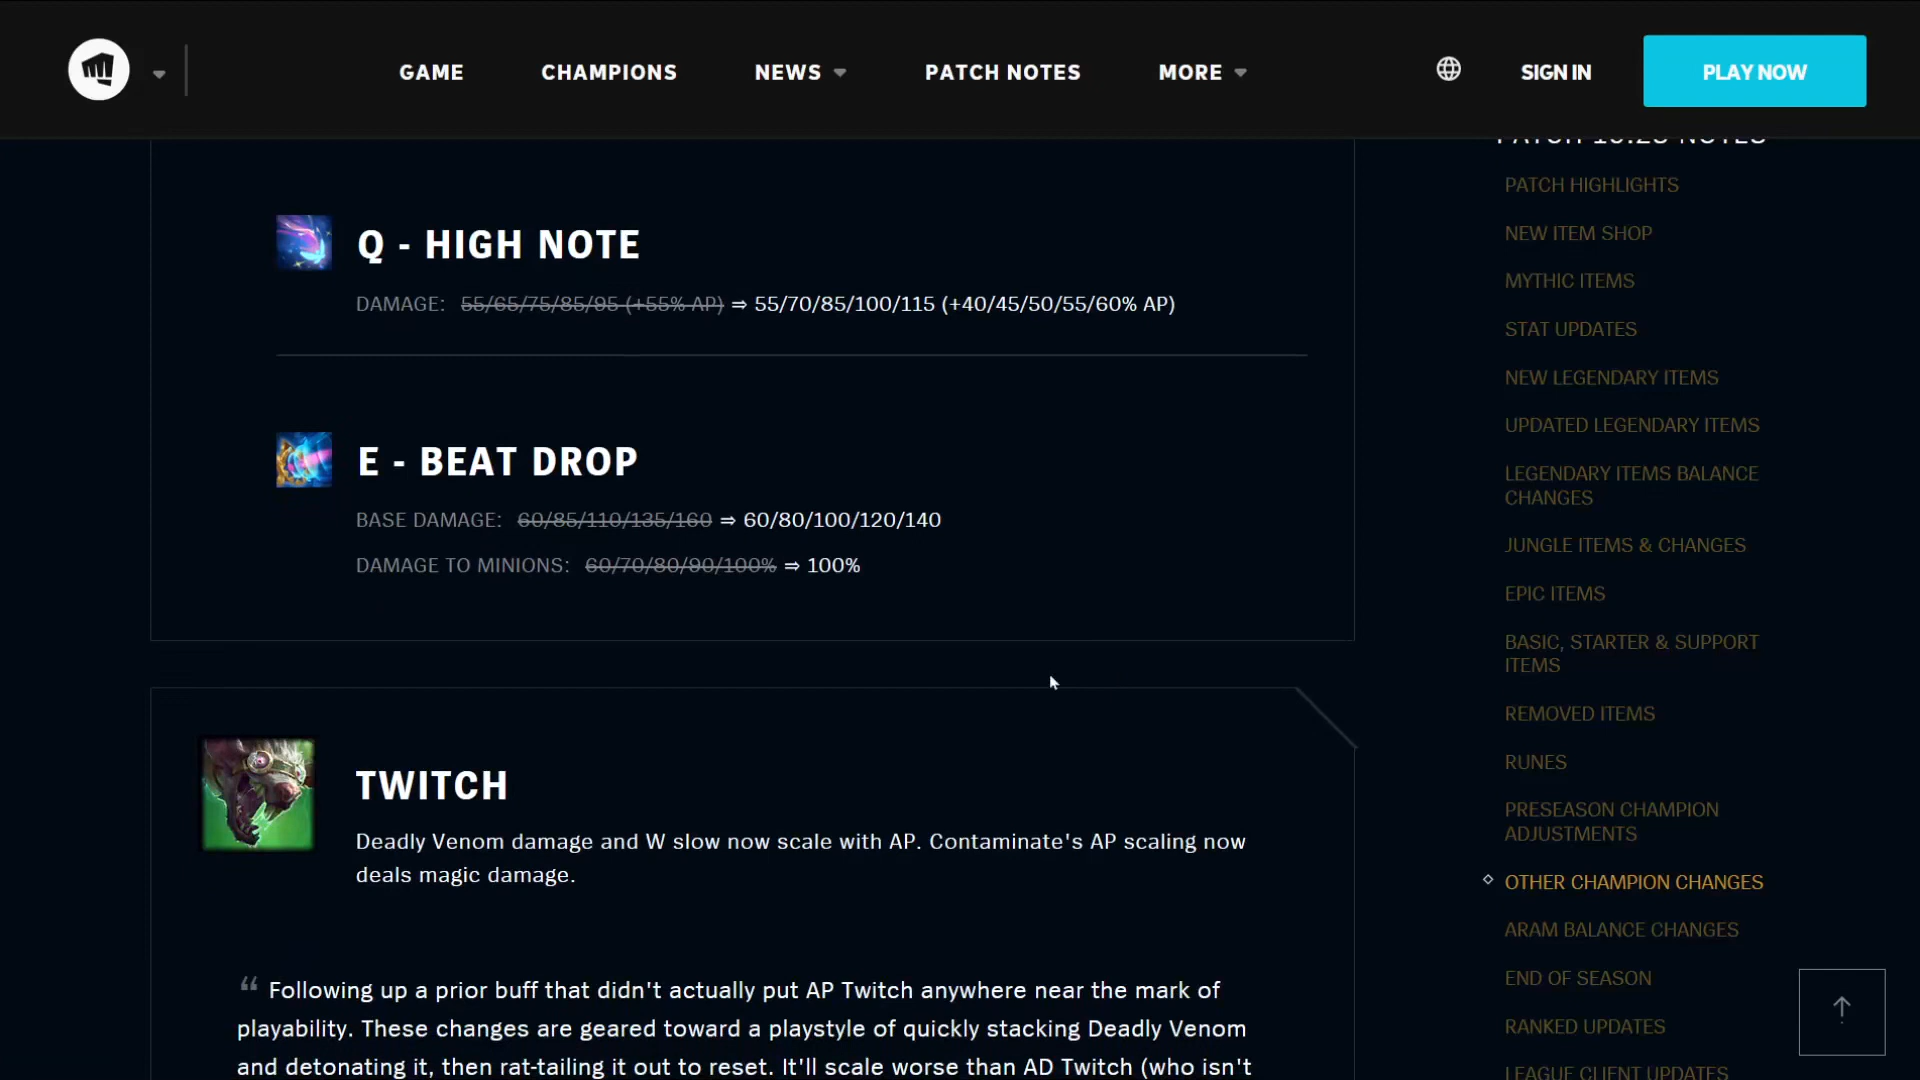 GAME
CHAMPIONS
NEWS
PATCH NOTES
MORE
SIGN IN
PLAY NOW
Q - HIGH NOTE
DAMAGE: 55/65/75/85/95 (+55% AP) ⇒ 55/70/85/100/115 (+40/45/50/55/60% AP)
E - BEAT DROP
BASE DAMAGE: 60/85/110/135/160 ⇒ 60/80/100/120/140
DAMAGE TO MINIONS: 60/70/80/90/100% ⇒ 100%
TWITCH
Deadly Venom damage and W slow now scale with AP. Contaminate's AP scaling now
deals magic damage.
“ Following up a prior buff that didn't actually put AP Twitch anywhere near the mark of
playability. These changes are geared toward a playstyle of quickly stacking Deadly Venom
and detonating it, then rat-tailing it out to reset. It'll scale worse than AD Twitch (who isn't
PATCH NOTES
PATCH HIGHLIGHTS
NEW ITEM SHOP
MYTHIC ITEMS
STAT UPDATES
NEW LEGENDARY ITEMS
UPDATED LEGENDARY ITEMS
LEGENDARY ITEMS BALANCE
CHANGES
JUNGLE ITEMS & CHANGES
EPIC ITEMS
BASIC, STARTER & SUPPORT
ITEMS
REMOVED ITEMS
RUNES
PRESEASON CHAMPION
ADJUSTMENTS
OTHER CHAMPION CHANGES
ARAM BALANCE CHANGES
END OF SEASON
RANKED UPDATES
LEAGUE CLIENT UPDATES